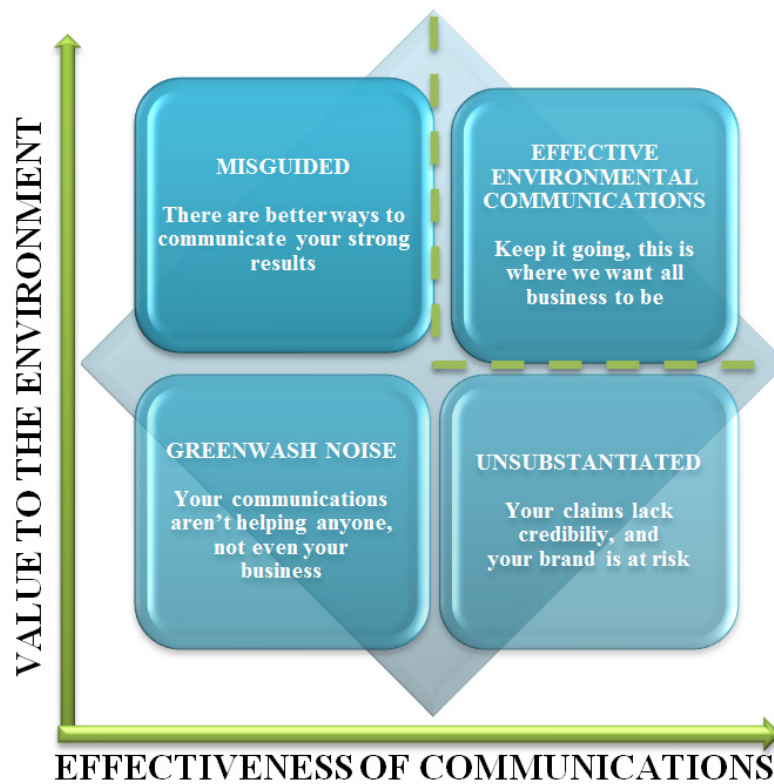 VALUE TO THE ENVIRONMENT
MISGUIDED
There are better ways to
communicate your strong
results
EFFECTIVE
ENVIRONMENTAL
COMMUNICATIONS
Keep it going, this is
where we want all
business to be
GREENWASH NOISE
Your communications
aren't helping anyone,
not even your
business
UNSUBSTANTIATED
Your claims lack
credibiliy, and
your brand is at risk
EFFECTIVENESS OF COMMUNICATIONS